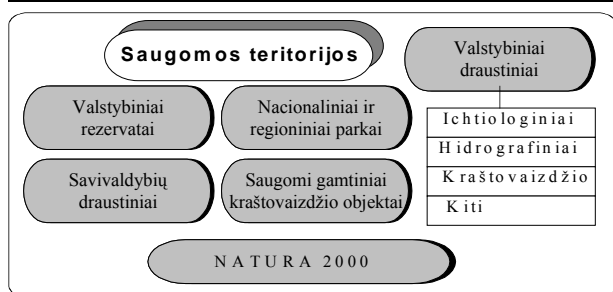 Saugomos teritorijos
Valstybiniai
draustiniai
Valstybiniai
rezervatai
Nacionaliniai ir
regioniniai parkai
Ichtiologiniai
Hidrografiniai
Kraštovaizdžio
Kiti
Savivaldybių
draustiniai
Saugomi gamtiniai
kraštovaizdžio objektai
NATURA 2000